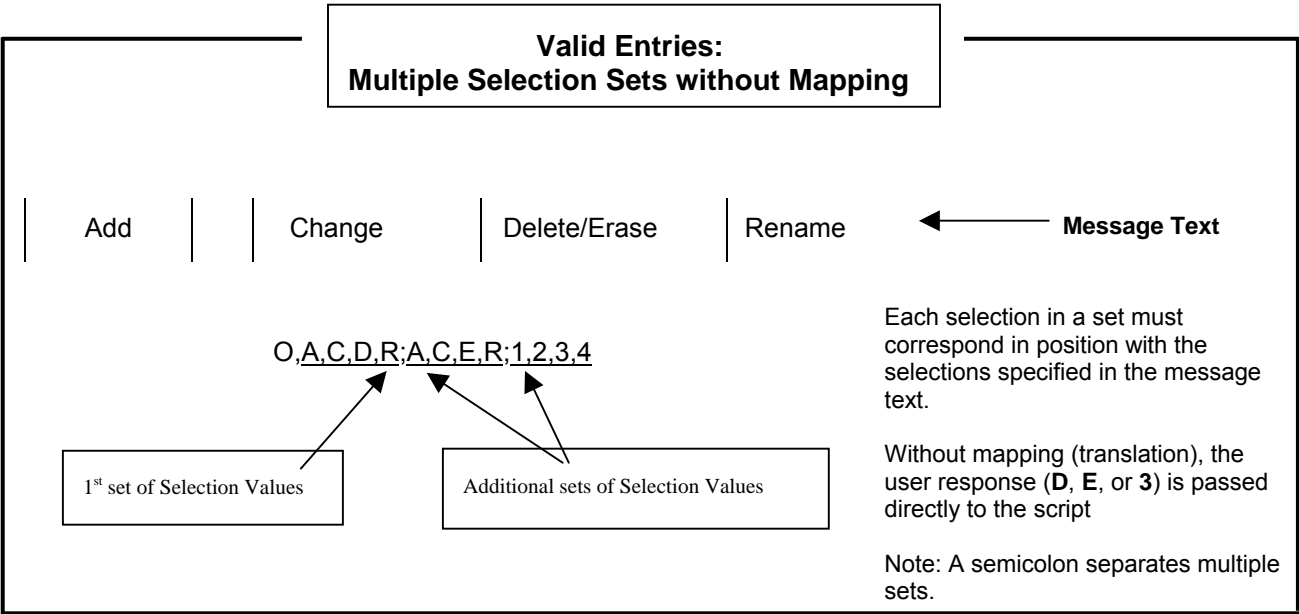 Valid Entries:
Multiple Selection Sets without Mapping
Add Change Delete/Erase Rename Message Text
O,A,C,D,R;A,C,E,R;1,2,3,4
1st set of Selection Values
Additional sets of Selection Values
Each selection in a set must
correspond in position with the
selections specified in the message
text.
Without mapping (translation), the
user response (D, E, or 3) is passed
directly to the script
Note: A semicolon separates multiple
sets.